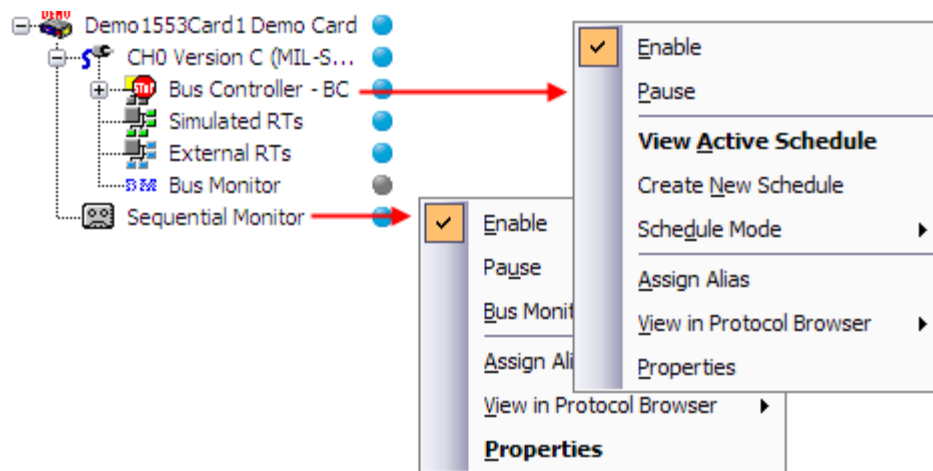 DEMO
Demo1553Card1 Demo Card
CH0 Version C (MIL-S...
Bus Controller - BC
Simulated RTs
External RTs
BM Bus Monitor
Sequential Monitor
Enable
Pause
View Active Schedule
Create New Schedule
Schedule Mode
Assign Alias
View in Protocol Browser
Properties
Enable
Pause
Bus Monit
Assign Ali
View in Protocol Browser
Properties